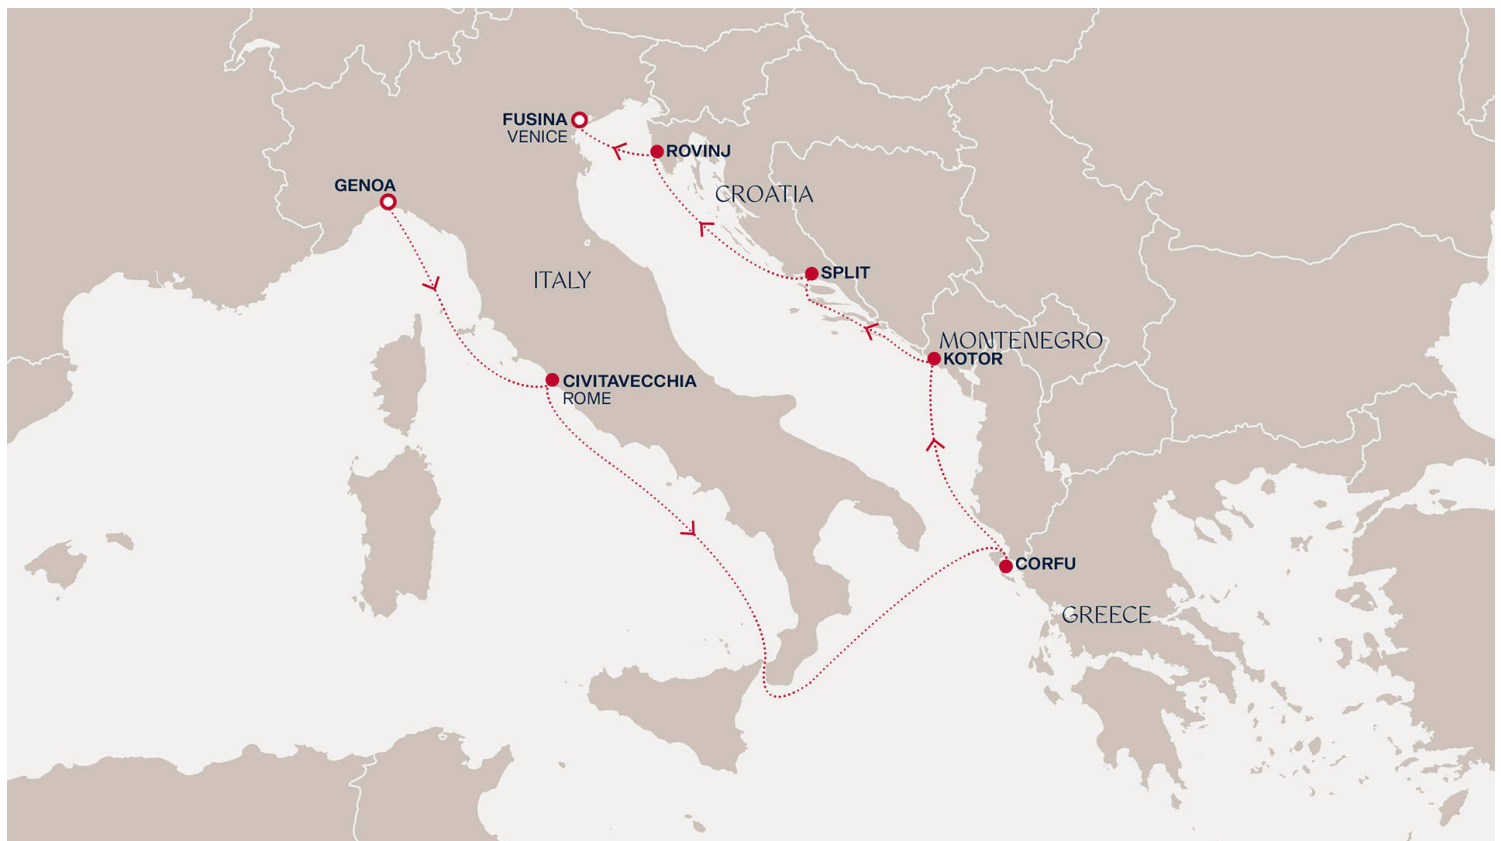 FUSINA
VENICE
ROVINJ
GENOA
CROATIA
ITALY
SPLIT
MONTENEGRO
KOTOR
CIVITAVECCHIA
ROME
CORFU
GREECE